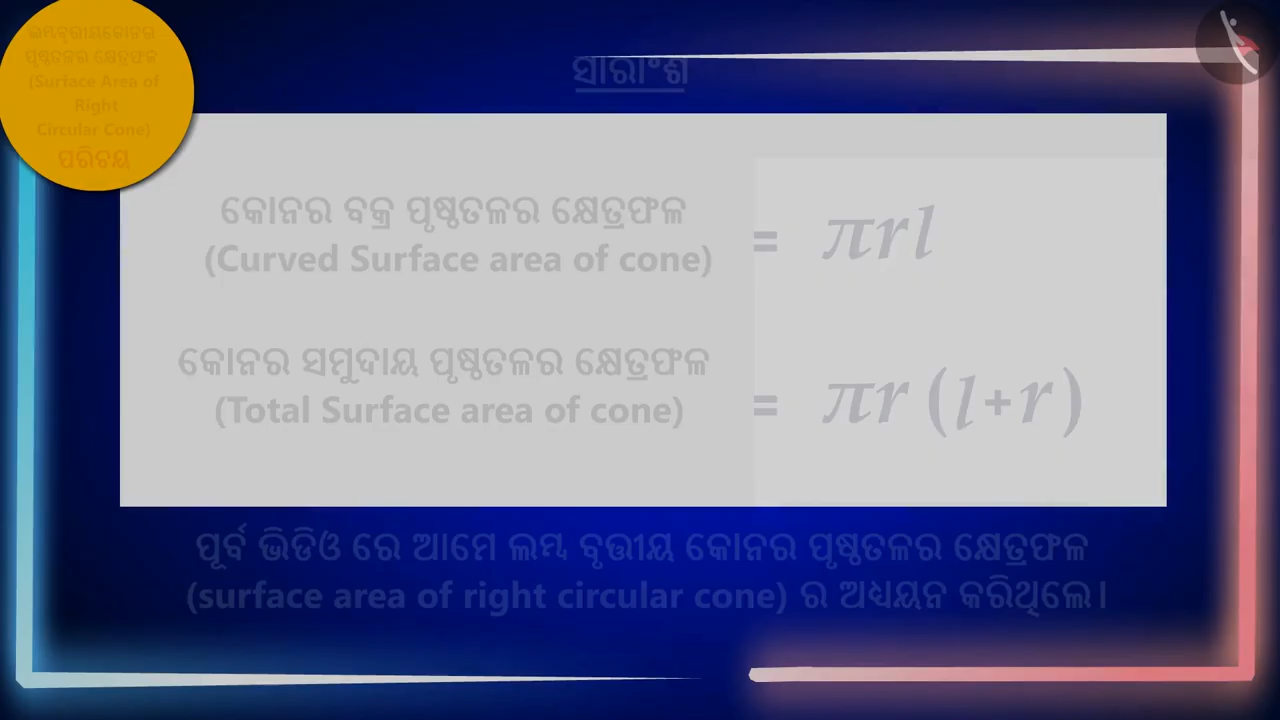 ଲମ୍ବବୃତ୍ତୀୟକୋନର
ପୃଷ୍ଠତଳର କ୍ଷେତ୍ରଫଳ
(Surface Area of
Right
Circular Cone)
ପରିଚୟ
ସାରାଂଶ
କୋନର ବକ୍ର ପୃଷ୍ଠତଳର କ୍ଷେତ୍ରଫଳ
(Curved Surface area of cone) = πrl
କୋନର ସମୁଦାୟ ପୃଷ୍ଠତଳର କ୍ଷେତ୍ରଫଳ
(Total Surface area of cone) = πr (l+r)
ପୂର୍ବ ଭିଡିଓ ରେ ଆମେ ଲମ୍ବ ବୃତ୍ତୀୟ କୋନର ପୃଷ୍ଠତଳର କ୍ଷେତ୍ରଫଳ
(surface area of right circular cone) ର ଅଧ୍ୟୟନ କରିଥିଲେ।